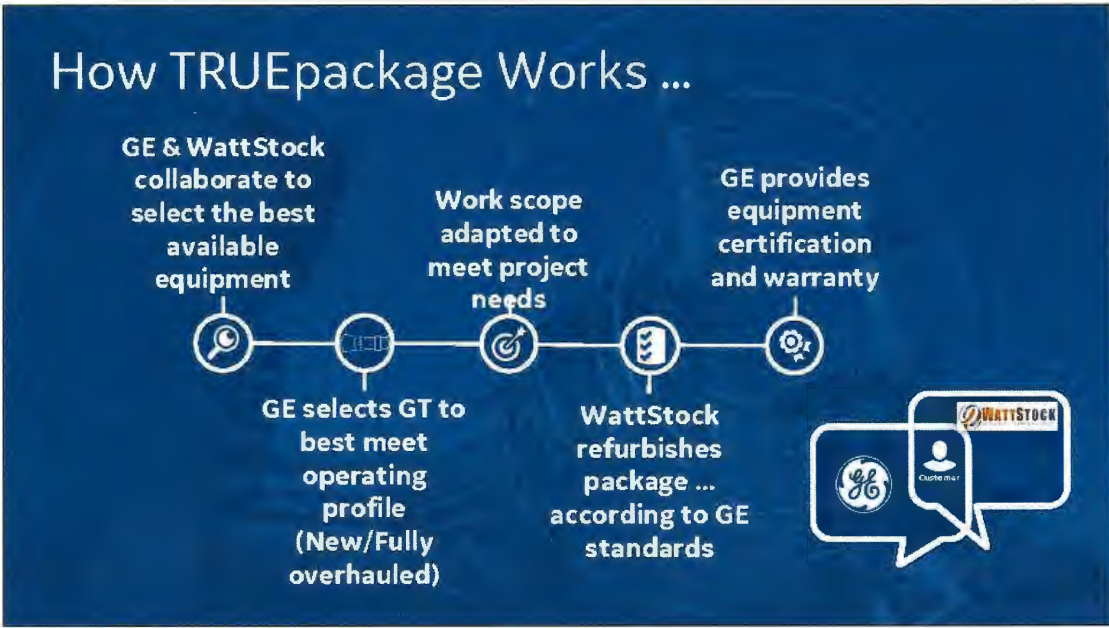 How TRUEpackage Works ...
GE & WattStock
collaborate to
select the best
available
equipment
GE selects GT to
best meet
operating
profile
(New/Fully
overhauled)
Work scope
adapted to
meet project
needs
WattStock
refurbishes
package ...
according to GE
standards
GE provides
equipment
certification
and warranty
GE
Customer
WATTSTOCK